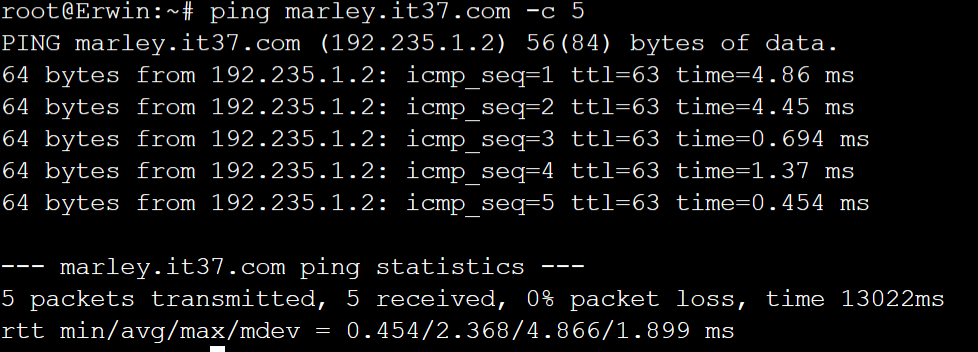 root@Erwin:~# ping marley.it37.com -c 5
PING marley.it37.com (192.235.1.2) 56(84) bytes of data.
64 bytes from 192.235.1.2: icmp_seq=1 ttl=63 time=4.86 ms
64 bytes from 192.235.1.2: icmp_seq=2 ttl=63 time=4.45 ms
64 bytes from 192.235.1.2: icmp_seq=3 ttl=63 time=0.694 ms
64 bytes from 192.235.1.2: icmp_seq=4 ttl=63 time=1.37 ms
64 bytes from 192.235.1.2: icmp_seq=5 ttl=63 time=0.454 ms
--- marley.it37.com ping statistics ---
5 packets transmitted, 5 received, 0% packet loss, time 13022ms
rtt min/avg/max/mdev = 0.454/2.368/4.866/1.899 ms